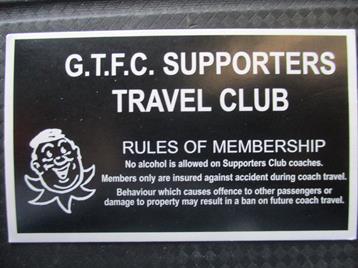 G.T.F.C. SUPPORTERS
TRAVEL CLUB
RULES OF MEMBERSHIP
No alcohol is allowed on Supporters Club coaches.
Members only are insured against accident during coach travel.
Behaviour which causes offence to other passengers or
damage to property may result in a ban on future coach travel.